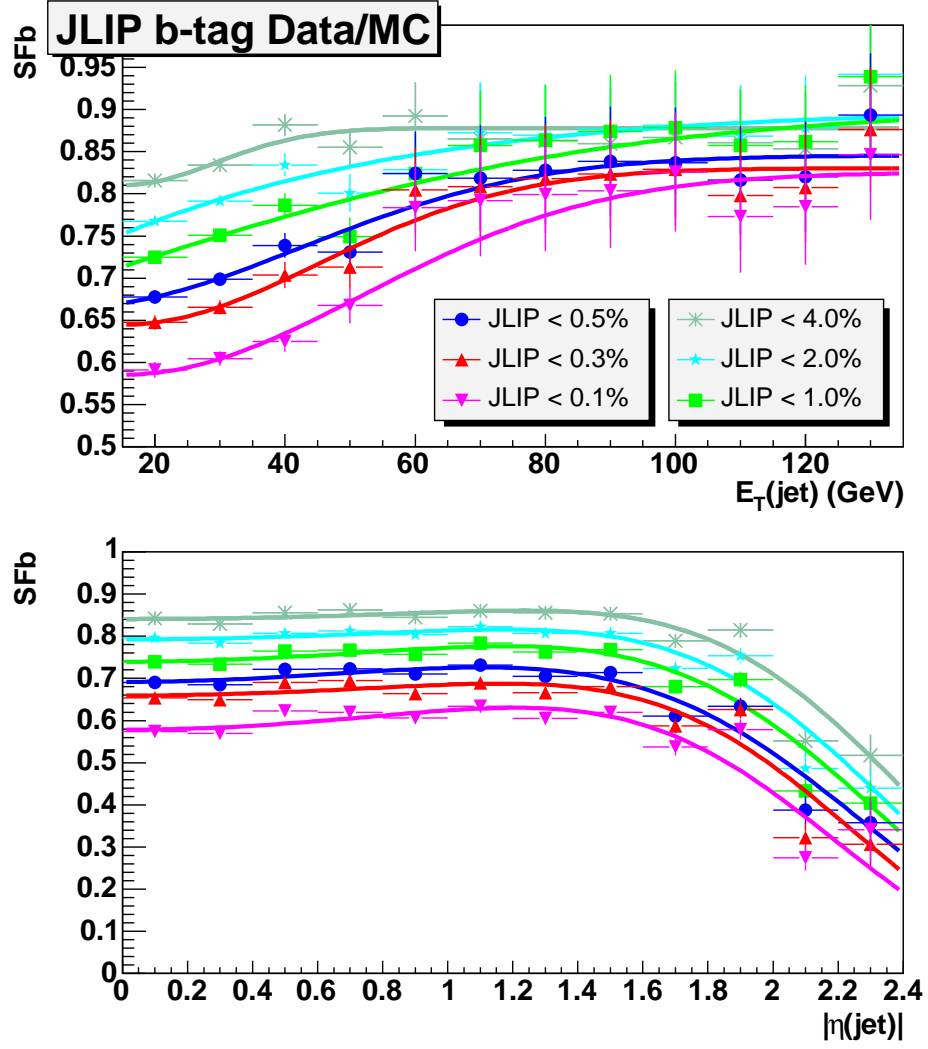 JLIP b-tag Data/MC
SFb
0.95
0.9
0.85
0.8
0.75
0.7
0.65
0.6
0.55
0.5
JLIP < 0.5%
JLIP < 4.0%
JLIP < 0.3%
JLIP < 2.0%
JLIP < 0.1%
JLIP < 1.0%
20 40 60 80 100 120
E_T(jet) (GeV)
SFb
1
0.9
0.8
0.7
0.6
0.5
0.4
0.3
0.2
0.1
0
0 0.2 0.4 0.6 0.8 1 1.2 1.4 1.6 1.8 2 2.2 2.4
|η(jet)|